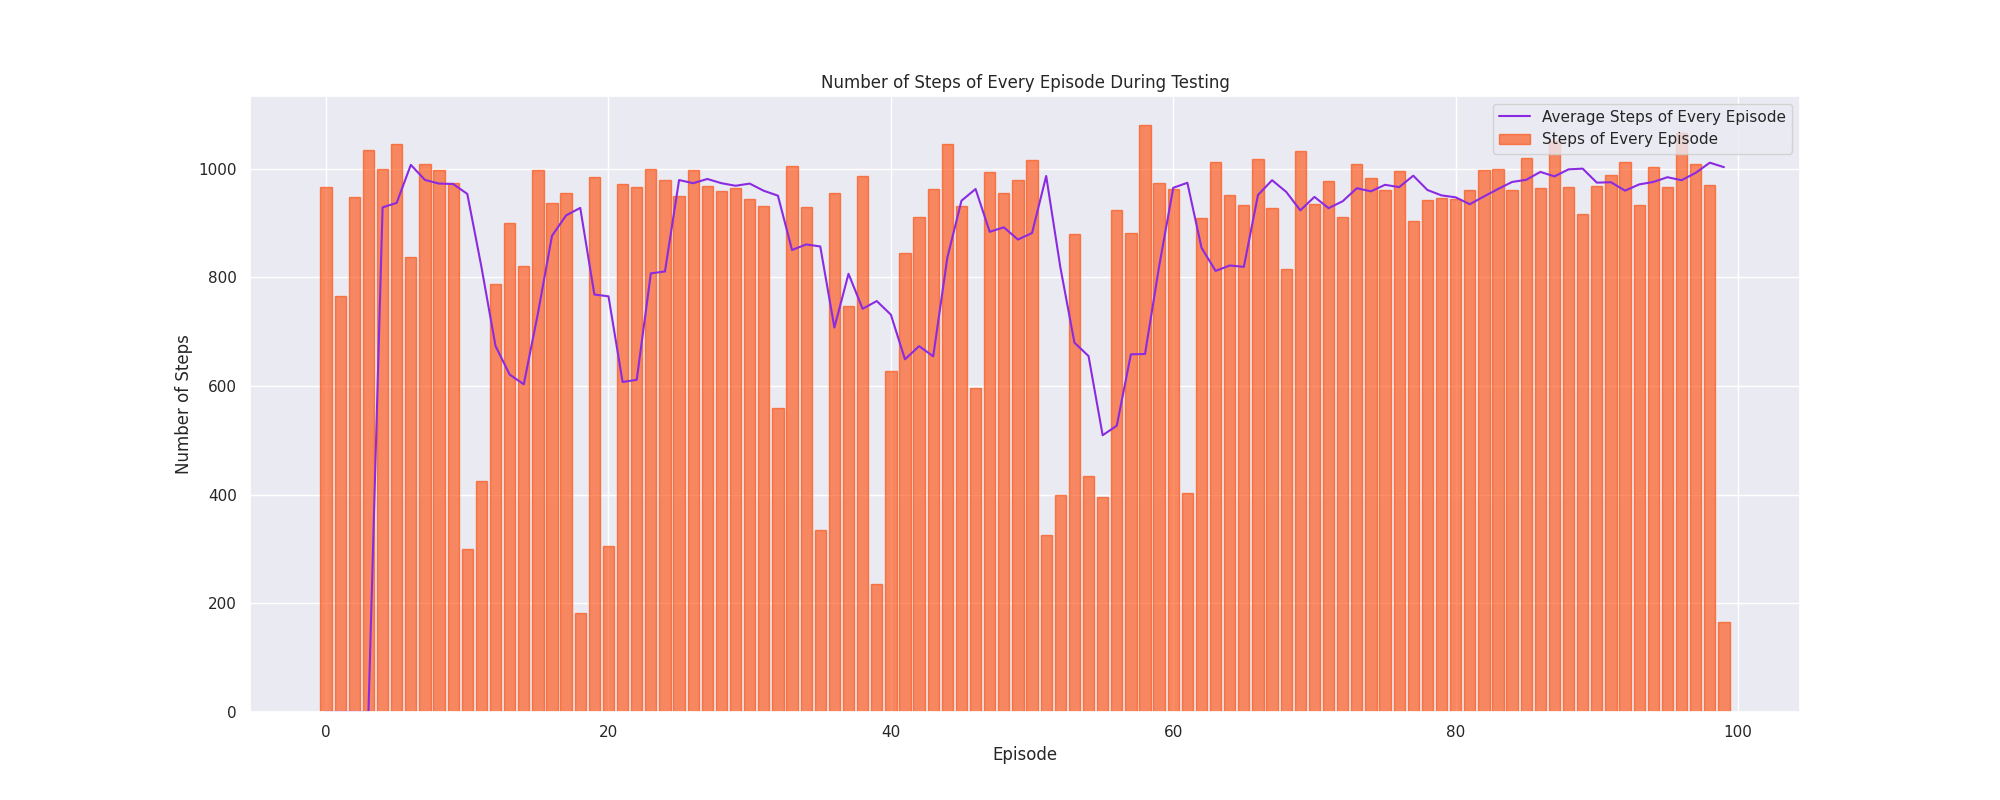 Number of Steps of Every Episode During Testing
Average Steps of Every Episode
Steps of Every Episode
1000
800
600
400
200
0
Number of Steps
0 20 40 60 80 100
Episode